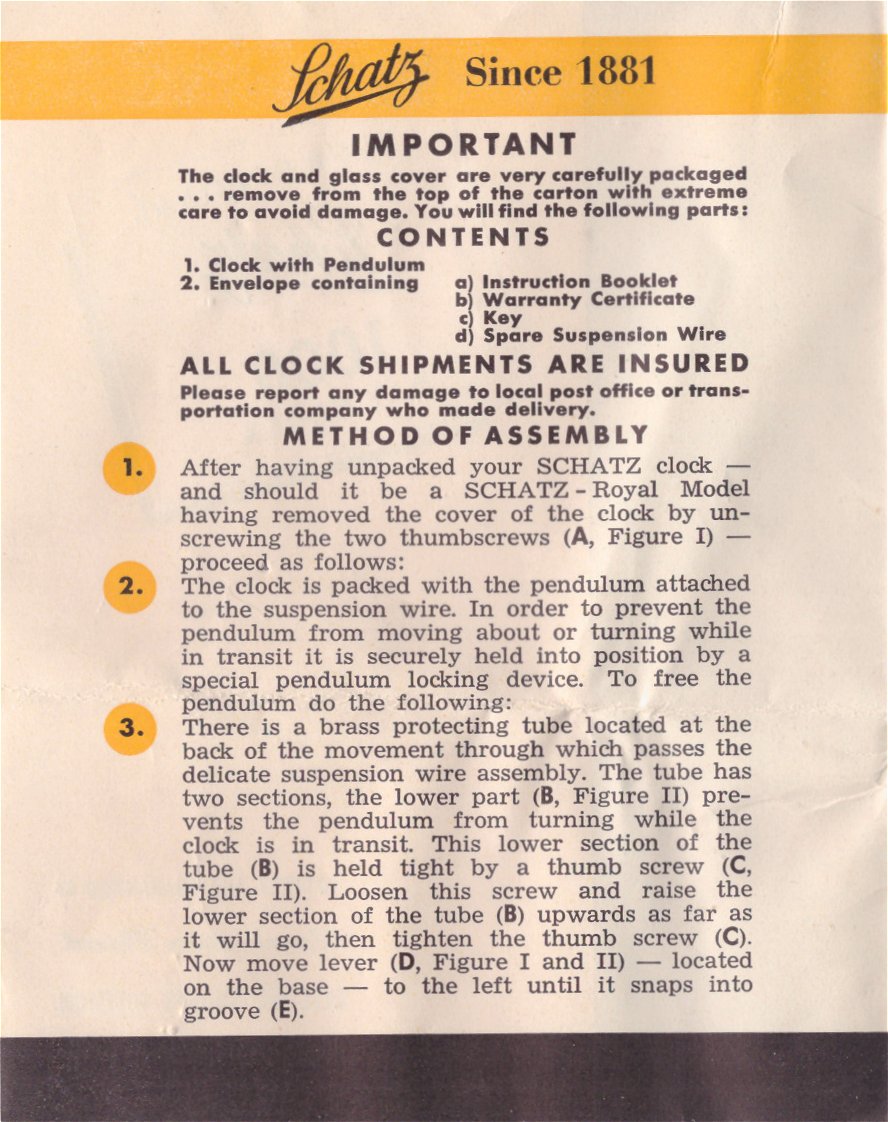 Schatz Since 1881
IMPORTANT
The clock and glass cover are very carefully packaged
. . . remove from the top of the carton with extreme
care to avoid damage. You will find the following parts:
CONTENTS
1. Clock with Pendulum
2. Envelope containing a) Instruction Booklet
b) Warranty Certificate
c) Key
d) Spare Suspension Wire
ALL CLOCK SHIPMENTS ARE INSURED
Please report any damage to local post office or trans-
portation company who made delivery.
METHOD OF ASSEMBLY
1. After having unpacked your SCHATZ clock —
and should it be a SCHATZ - Royal Model
having removed the cover of the clock by un-
screwing the two thumbscrews (A, Figure I) —
proceed as follows:
2. The clock is packed with the pendulum attached
to the suspension wire. In order to prevent the
pendulum from moving about or turning while
in transit it is securely held into position by a
special pendulum locking device. To free the
pendulum do the following:
3. There is a brass protecting tube located at the
back of the movement through which passes the
delicate suspension wire assembly. The tube has
two sections, the lower part (B, Figure II) pre-
vents the pendulum from turning while the
clock is in transit. This lower section of the
tube (B) is held tight by a thumb screw (C,
Figure II). Loosen this screw and raise the
lower section of the tube (B) upwards as far as
it will go, then tighten the thumb screw (C).
Now move lever (D, Figure I and II) — located
on the base — to the left until it snaps into
groove (E).